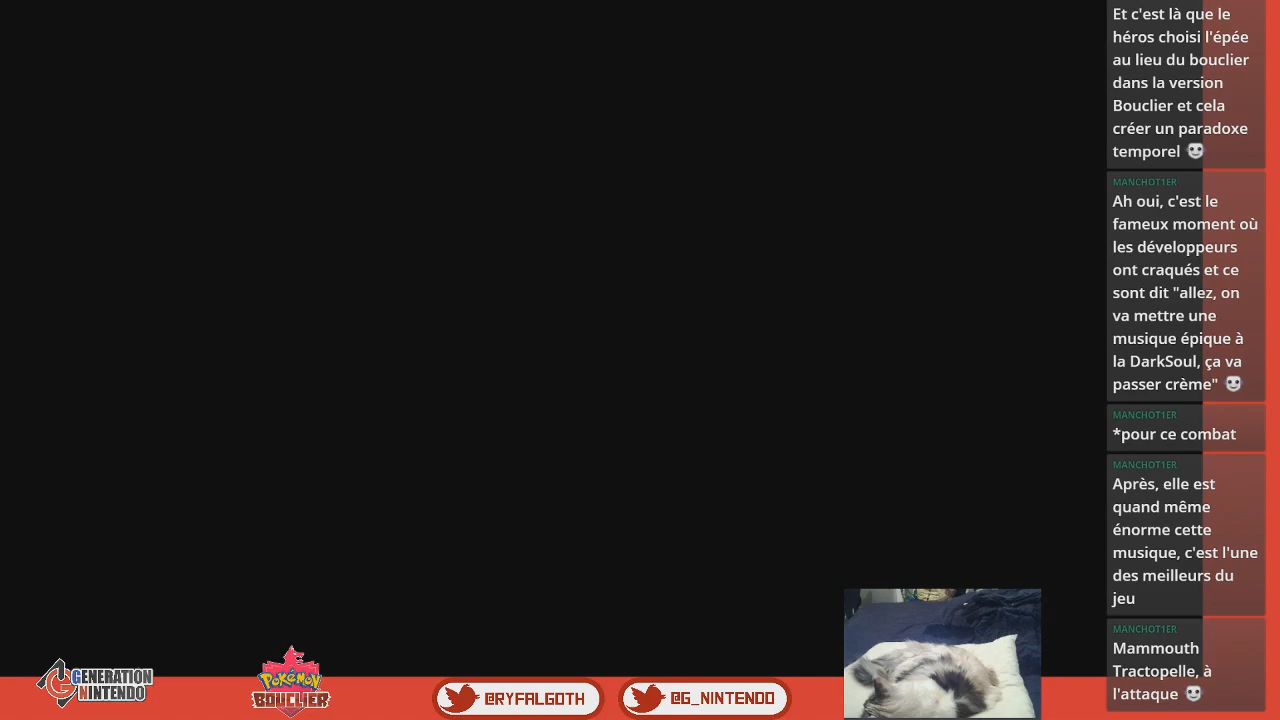 Et c'est là que le
héros choisi l'épée
au lieu du bouclier
dans la version
Bouclier et cela
créer un paradoxe
temporel
MANCHOT1ER
Ah oui, c'est le
fameux moment où
les développeurs
ont craqués et ce
sont dit "allez, on
va mettre une
musique épique à
la DarkSoul, ça va
passer crème"
MANCHOT1ER
*pour ce combat
MANCHOT1ER
Après, elle est
quand même
énorme cette
musique, c'est l'une
des meilleurs du
jeu
MANCHOT1ER
Mammouth
Tractopelle, à
l'attaque
GENERATION
NINTENDO
POKéMON
BOUCLIER
@RYFALGOTH
@G_NINTENDO